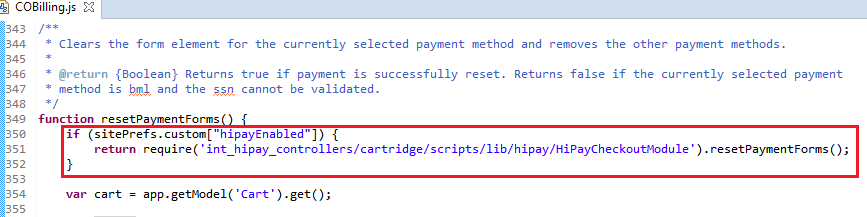 COBilling.js
343 /**
344 * Clears the form element for the currently selected payment method and removes the other payment methods.
345 *
346 * @return {Boolean} Returns true if payment is successfully reset. Returns false if the currently selected payment
347 * method is bml and the ssn cannot be validated.
348 */
349 function resetPaymentForms() {
350 if (sitePrefs.custom["hipayEnabled"]) {
351 return require('int_hipay_controllers/cartridge/scripts/lib/hipay/HiPayCheckoutModule').resetPaymentForms();
352 }
353
354 var cart = app.getModel('Cart').get();
355